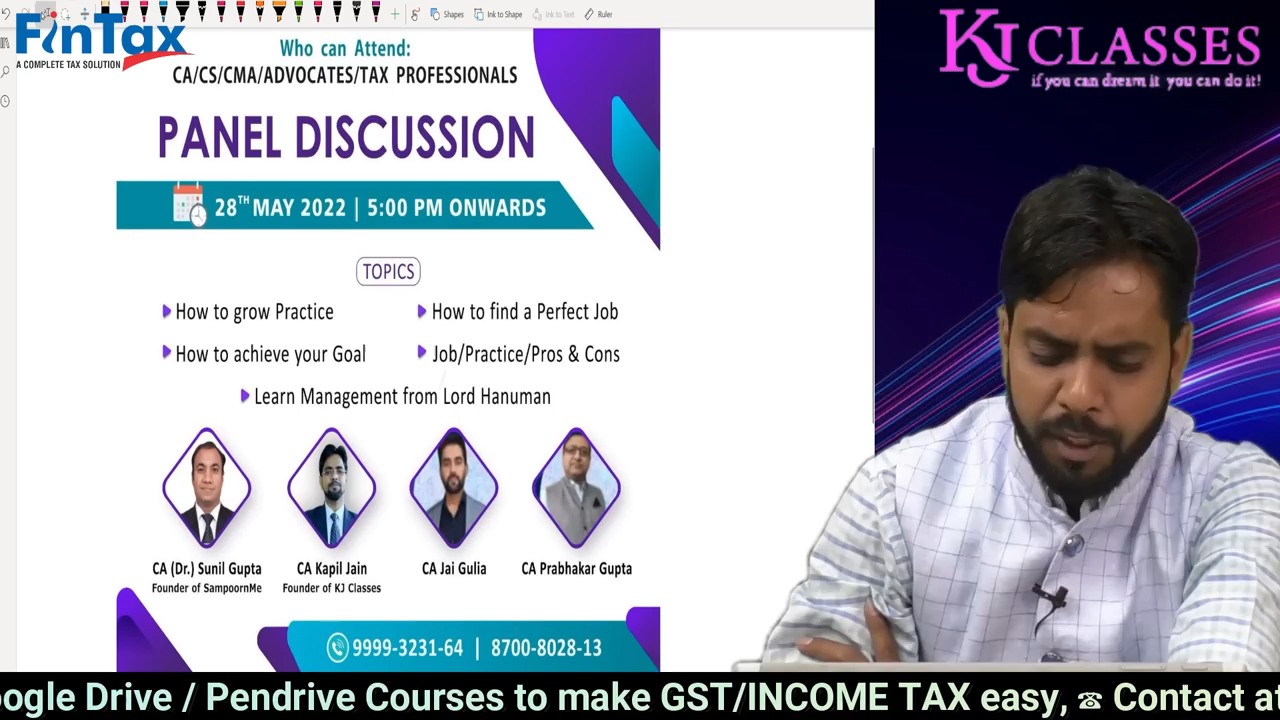 Shapes
Ink to Shape
Ink to Text
Ruler
FinTax
A COMPLETE TAX SOLUTION
KJ CLASSES
if you can dream it you can do it!
Who can Attend:
CA/CS/CMA/ADVOCATES/TAX PROFESSIONALS
PANEL DISCUSSION
28TH MAY 2022 | 5:00 PM ONWARDS
TOPICS
How to grow Practice
How to find a Perfect Job
How to achieve your Goal
Job/Practice/Pros & Cons
Learn Management from Lord Hanuman
CA (Dr.) Sunil Gupta
Founder of SampoornMe
CA Kapil Jain
Founder of KJ Classes
CA Jai Gulia
CA Prabhakar Gupta
9999-3231-64 | 8700-8028-13
oogle Drive / Pendrive Courses to make GST/INCOME TAX easy, ☎ Contact at